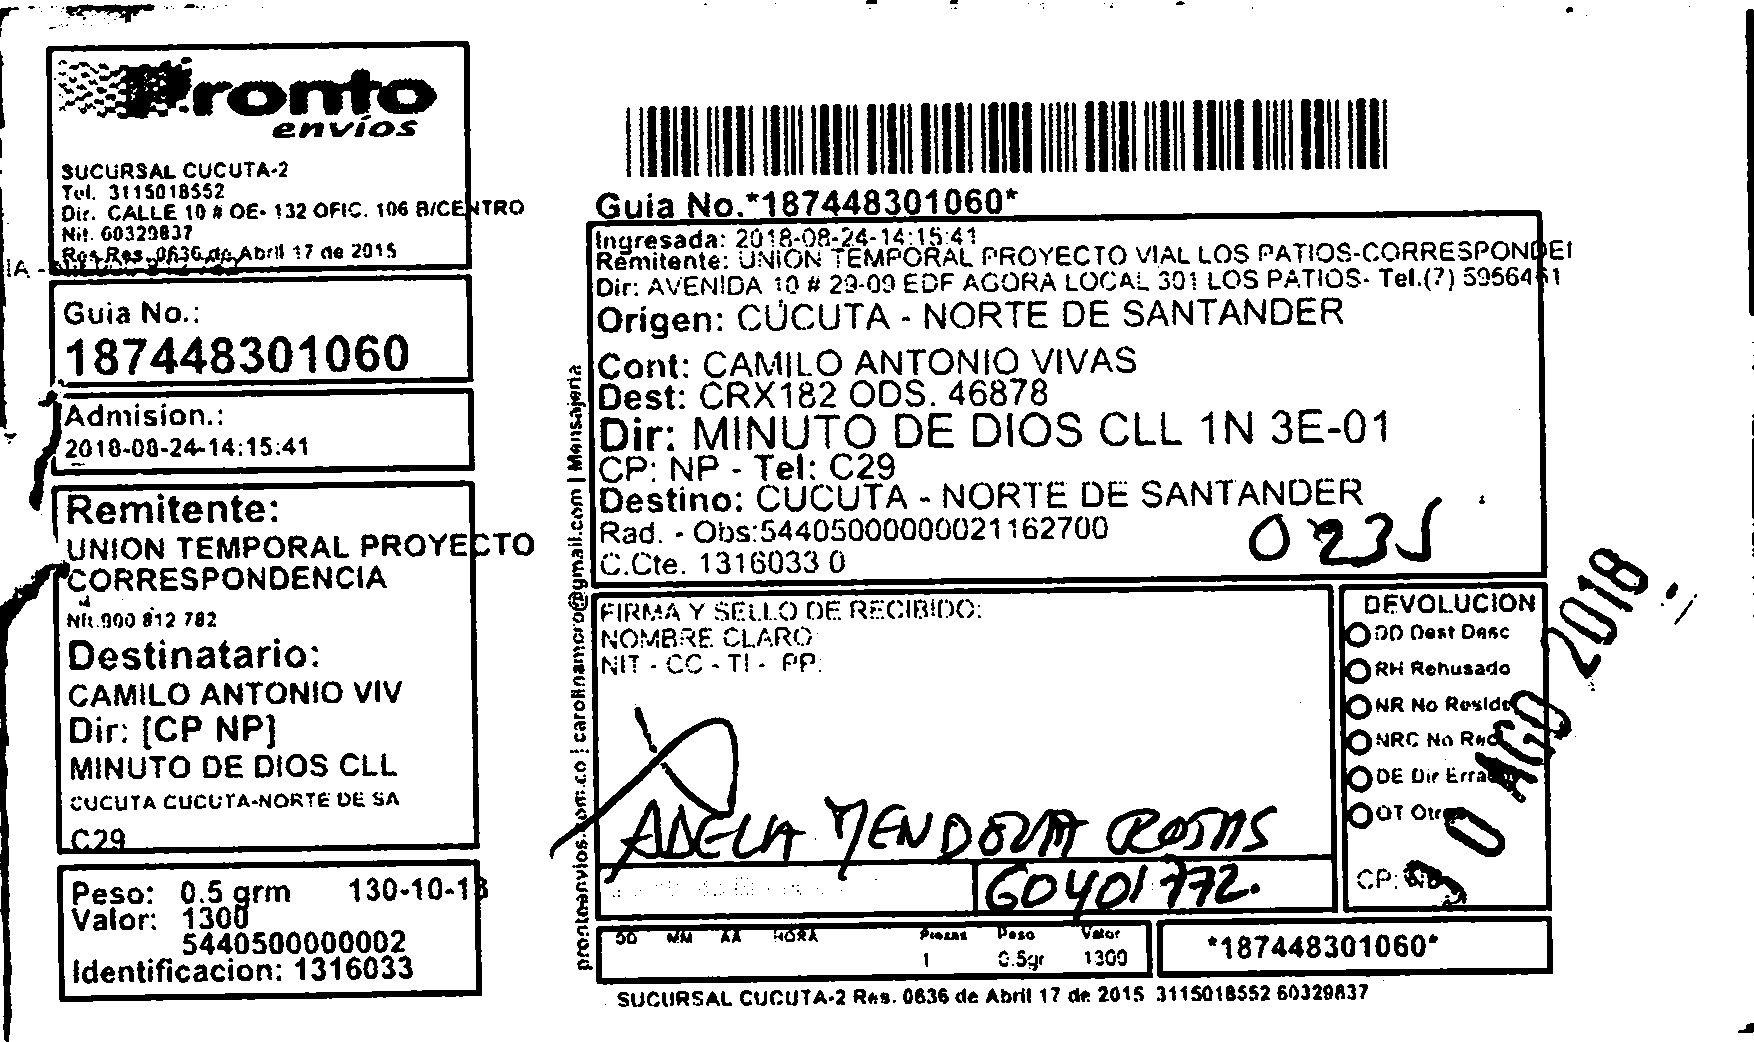 Pronto
envíos
SUCURSAL CUCUTA-2
Tel. 3115018552
Dir. CALLE 10 # OE- 132 OFIC. 106 B/CENTRO
Nit. 60329837
Res. 0636 de Abril 17 de 2015
Guia No.:
187448301060
Admision.:
2018-08-24-14:15:41
Remitente:
UNION TEMPORAL PROYECTO
CORRESPONDENCIA
Nit.900 812 782
Destinatario:
CAMILO ANTONIO VIV
Dir: [CP NP]
MINUTO DE DIOS CLL
CUCUTA CUCUTA-NORTE DE SA
C29
Peso: 0.5 grm 130-10-18
Valor: 1300
5440500000002
Identificacion: 1316033
prontoenvios.com.co | carolinamcro@gmail.com | Mensajeria
Guia No.*187448301060*
Ingresada: 2018-08-24-14:15:41
Remitente: UNION TEMPORAL PROYECTO VIAL LOS PATIOS-CORRESPONDEI
Dir: AVENIDA 10 # 29-09 EDF AGORA LOCAL 301 LOS PATIOS- Tel.(7) 5956461
Origen: CÚCUTA - NORTE DE SANTANDER
Cont: CAMILO ANTONIO VIVAS
Dest: CRX182 ODS. 46878
Dir: MINUTO DE DIOS CLL 1N 3E-01
CP: NP - Tel: C29
Destino: CUCUTA - NORTE DE SANTANDER
Rad. - Obs:54405000000021162700
C.Cte. 1316033 0
0235
FIRMA Y SELLO DE RECIBIDO:
NOMBRE CLARO
NIT - CC - TI - PP:
ADELA MENDOZA ROJAS
60401772.
DEVOLUCION
DD Dest Desc
RH Rehusado
NR No Reside
NRC No Rec
DE Dir Errada
OT Otros
CP:
30 AGO 2018
DD MM AA HORA Piezas Peso Valor
1 0.5gr 1300
*187448301060*
SUCURSAL CUCUTA-2 Res. 0636 de Abril 17 de 2015 3115018552 60329837